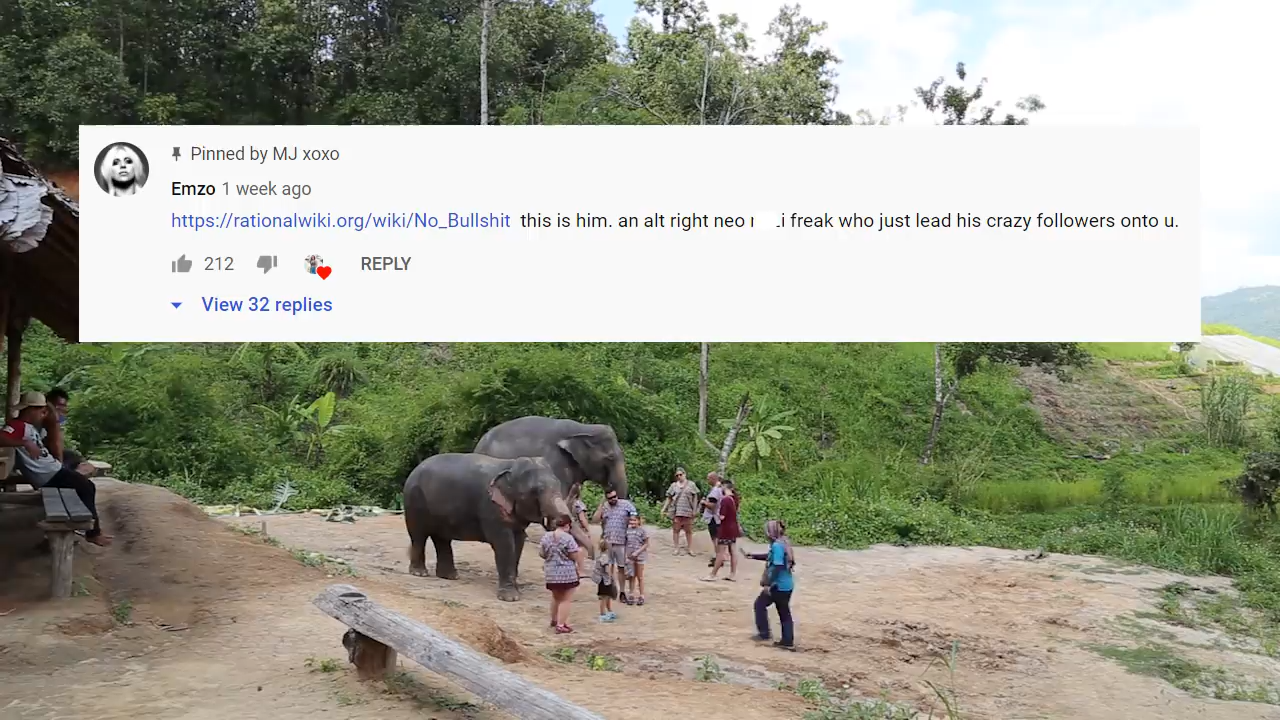 Pinned by MJ xoxo
Emzo 1 week ago
https://rationalwiki.org/wiki/No_Bullshit this is him. an alt right neo i freak who just lead his crazy followers onto u.
212 REPLY
View 32 replies